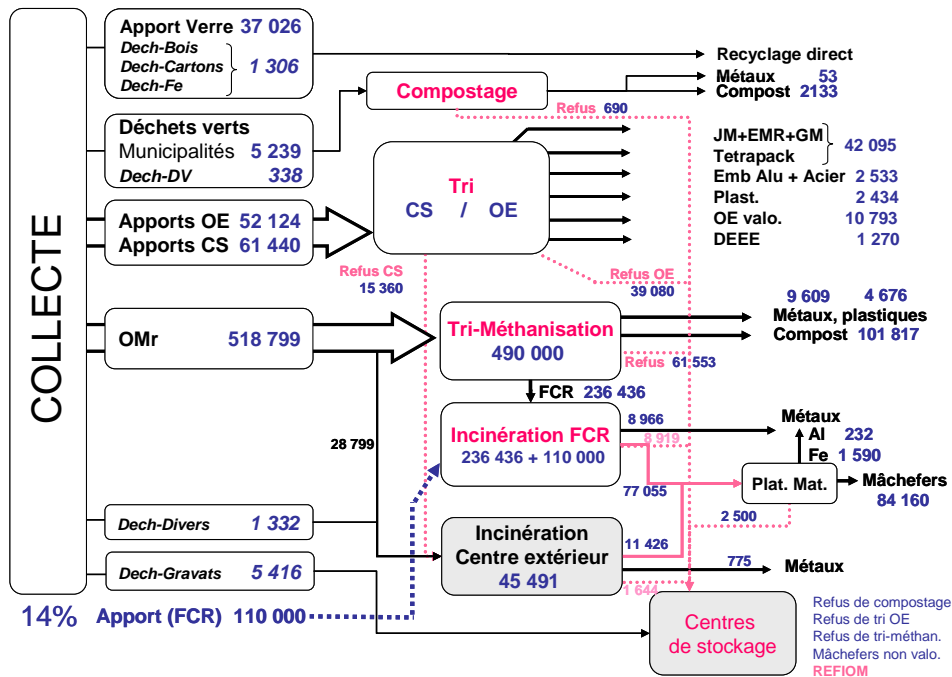 COLLECTE
Apport Verre 37 026
Dech-Bois
Dech-Cartons 1 306
Dech-Fe
Recyclage direct
Métaux 53
Compost 2133
Compostage
Refus 690
Déchets verts
Municipalités 5 239
Dech-DV 338
JM+EMR+GM
Tetrapack
42 095
Emb Alu + Acier 2 533
Plast. 2 434
OE valo. 10 793
DEEE 1 270
Tri
CS / OE
Apports OE 52 124
Apports CS 61 440
Refus CS
15 360
Refus OE
39 080
OMr 518 799
Tri-Méthanisation
490 000
9 609 4 676
Métaux, plastiques
Compost 101 817
Refus 61 553
FCR 236 436
28 799
Incinération FCR
236 436 + 110 000
8 966
8 919
77 055
Métaux
Al 232
Fe 1 590
Plat. Mat.
Mâchefers
84 160
2 500
Dech-Divers 1 332
Incinération
Centre extérieur
45 491
11 426
775
Métaux
1 644
Dech-Gravats 5 416
14% Apport (FCR) 110 000
Centres
de stockage
Refus de compostage
Refus de tri OE
Refus de tri-méthan.
Mâchefers non valo.
REFIOM